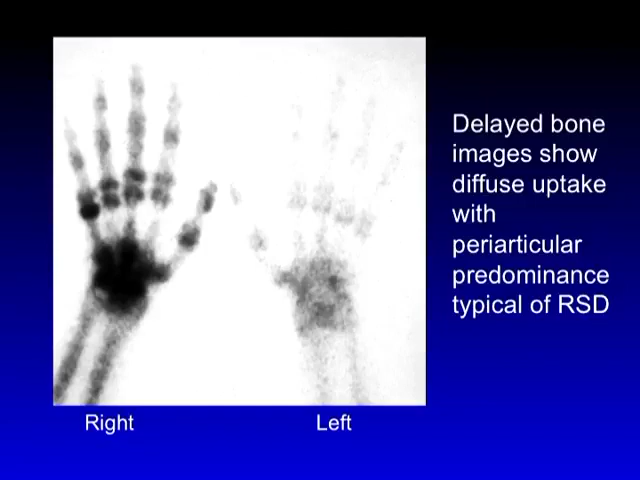 Delayed bone
images show
diffuse uptake
with
periarticular
predominance
typical of RSD
Right
Left